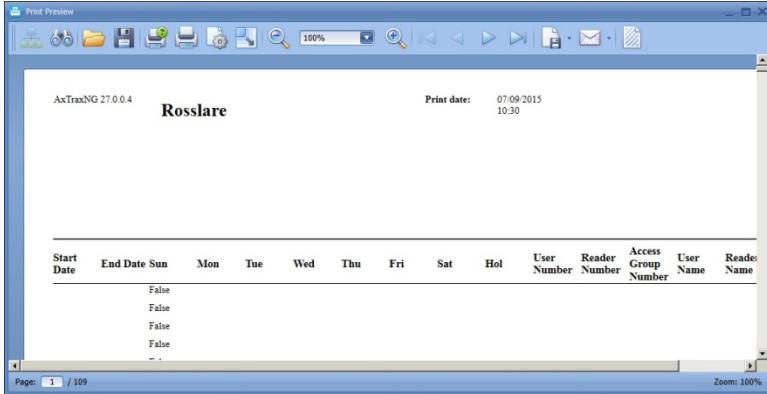 Print Preview
100%
AxTraxNG 27.0.0.4
Rosslare
Print date: 07/09/2015
10:30
Start Date End Date Sun Mon Tue Wed Thu Fri Sat Hol User Number Reader Number Access Group Number User Name Reader Name
False
False
False
False
Page: 1 / 109 Zoom: 100%